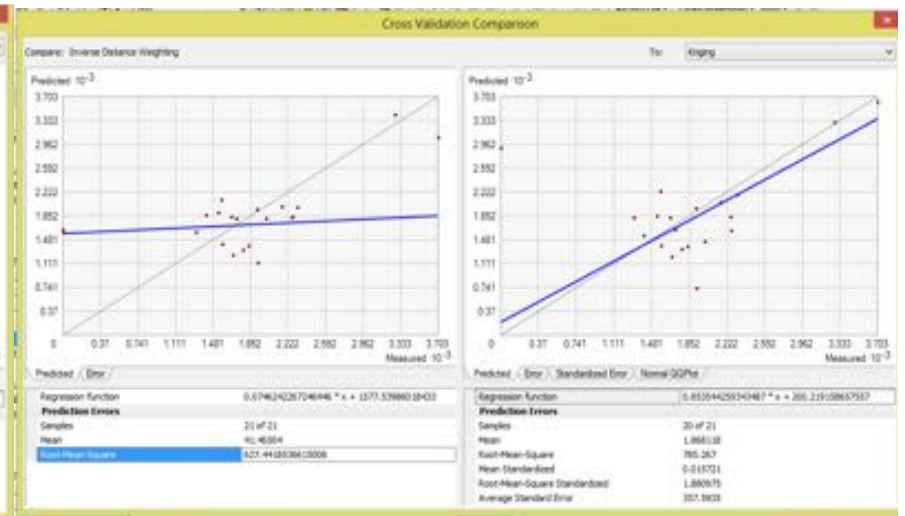 Cross Validation Comparison
Compare: Inverse Distance Weighting
To: Kriging
Predicted 10-3
3.703
3.333
2.962
2.592
2.222
1.852
1.481
1.111
0.741
0.37
0 0.37 0.741 1.111 1.481 1.852 2.222 2.592 2.962 3.333 3.703
Measured 10-3
Predicted Error
Regression function
Prediction Errors
Samples 21 of 21
Mean
Root-Mean-Square
Predicted 10-3
3.703
3.333
2.962
2.592
2.222
1.852
1.481
1.111
0.741
0.37
0 0.37 0.741 1.111 1.481 1.852 2.222 2.592 2.962 3.333 3.703
Measured 10-3
Predicted Error Standardized Error Normal QQPlot
Regression function
Prediction Errors
Samples 20 of 21
Mean
Root-Mean-Square
Mean Standardized 0.015721
Root-Mean-Square Standardized 1.880975
Average Standard Error